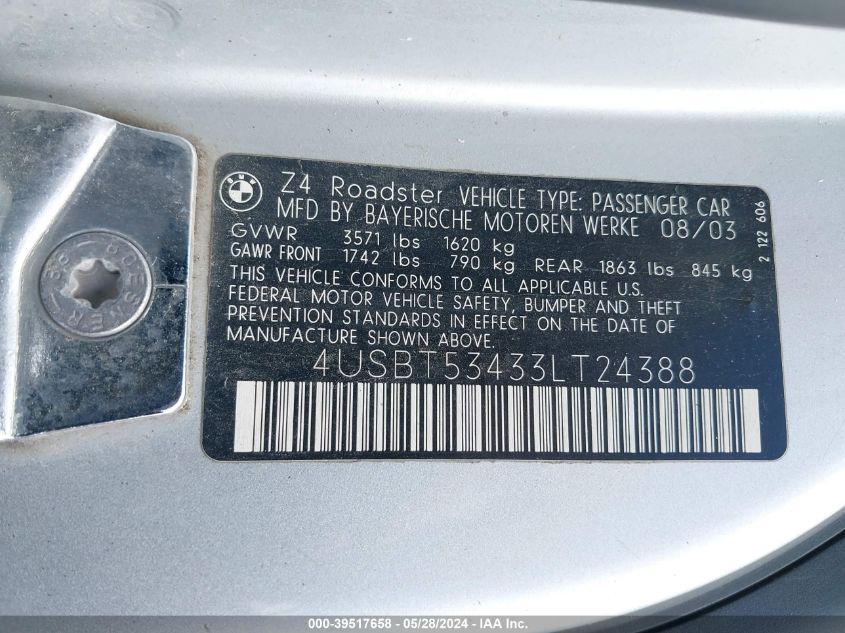 Z4 Roadster VEHICLE TYPE: PASSENGER CAR
MFD BY BAYERISCHE MOTOREN WERKE 08/03
GVWR 3571 lbs 1620 kg
GAWR FRONT 1742 lbs 790 kg REAR 1863 lbs 845 kg
THIS VEHICLE CONFORMS TO ALL APPLICABLE U.S.
FEDERAL MOTOR VEHICLE SAFETY, BUMPER AND THEFT
PREVENTION STANDARDS IN EFFECT ON THE DATE OF
MANUFACTURE SHOWN ABOVE.
4USBT53433LT24388
2 122 606
BMW
000-39517658 - 05/28/2024 - IAA Inc.